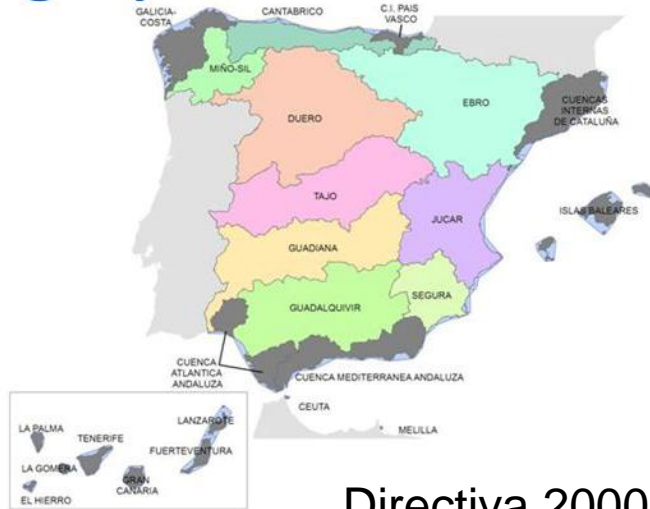 GALICIA-
COSTA
CANTABRICO
C.I. PAIS
VASCO
MIÑO-SIL
DUERO
EBRO
CUENCAS
INTERNAS
DE CATALUÑA
TAJO
JUCAR
ISLAS BALEARES
GUADIANA
GUADALQUIVIR
SEGURA
CUENCA
ATLANTICA
ANDALUZA
CUENCA MEDITERRANEA ANDALUZA
CEUTA
MELILLA
LA PALMA
TENERIFE
LANZAROTE
FUERTEVENTURA
LA GOMERA
GRAN
CANARIA
EL HIERRO
Directiva 2000